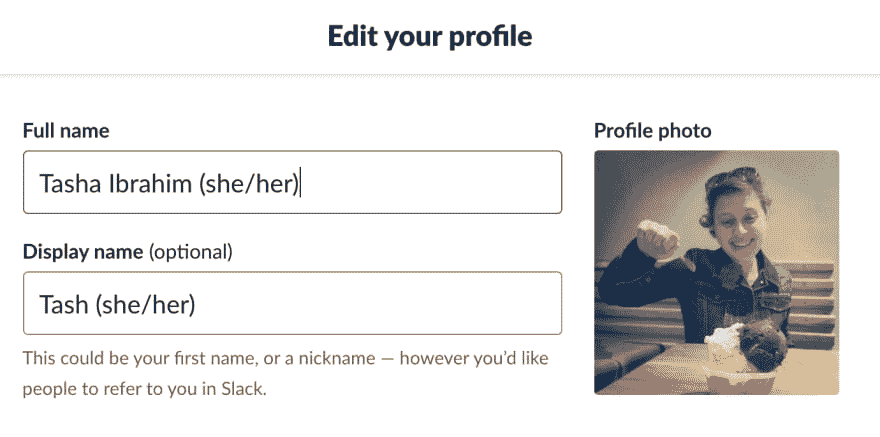 Edit your profile
Full name
Profile photo
Tasha Ibrahim (she/her)
Display name (optional)
Tash (she/her)
This could be your first name, or a nickname — however you'd like
people to refer to you in Slack.